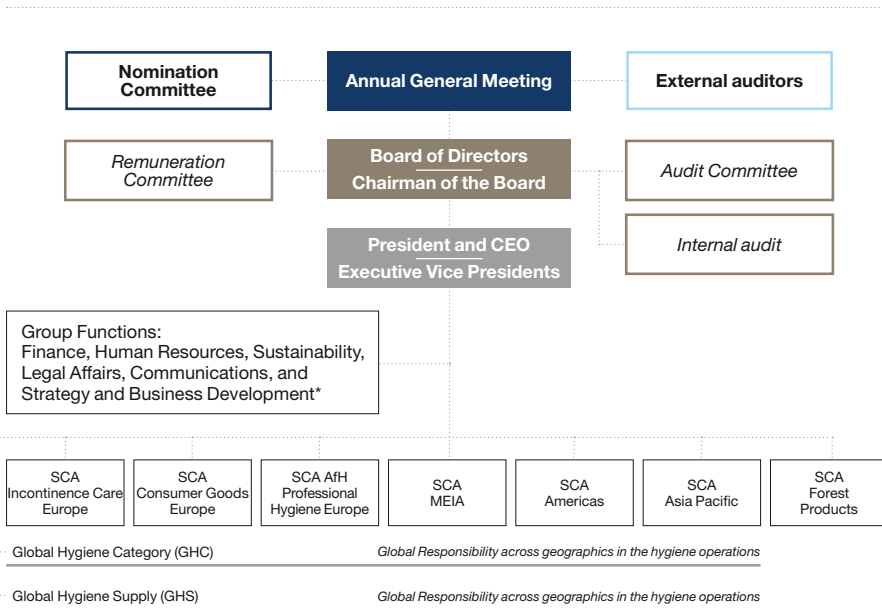 Nomination
Committee
Annual General Meeting
External auditors
Remuneration
Committee
Board of Directors
Chairman of the Board
Audit Committee
Internal audit
President and CEO
Executive Vice Presidents
Group Functions:
Finance, Human Resources, Sustainability,
Legal Affairs, Communications, and
Strategy and Business Development*
SCA
Incontinence Care
Europe
SCA
Consumer Goods
Europe
SCA AfH
Professional
Hygiene Europe
SCA
MEIA
SCA
Americas
SCA
Asia Pacific
SCA
Forest
Products
Global Hygiene Category (GHC)
Global Responsibility across geographics in the hygiene operations
Global Hygiene Supply (GHS)
Global Responsibility across geographics in the hygiene operations